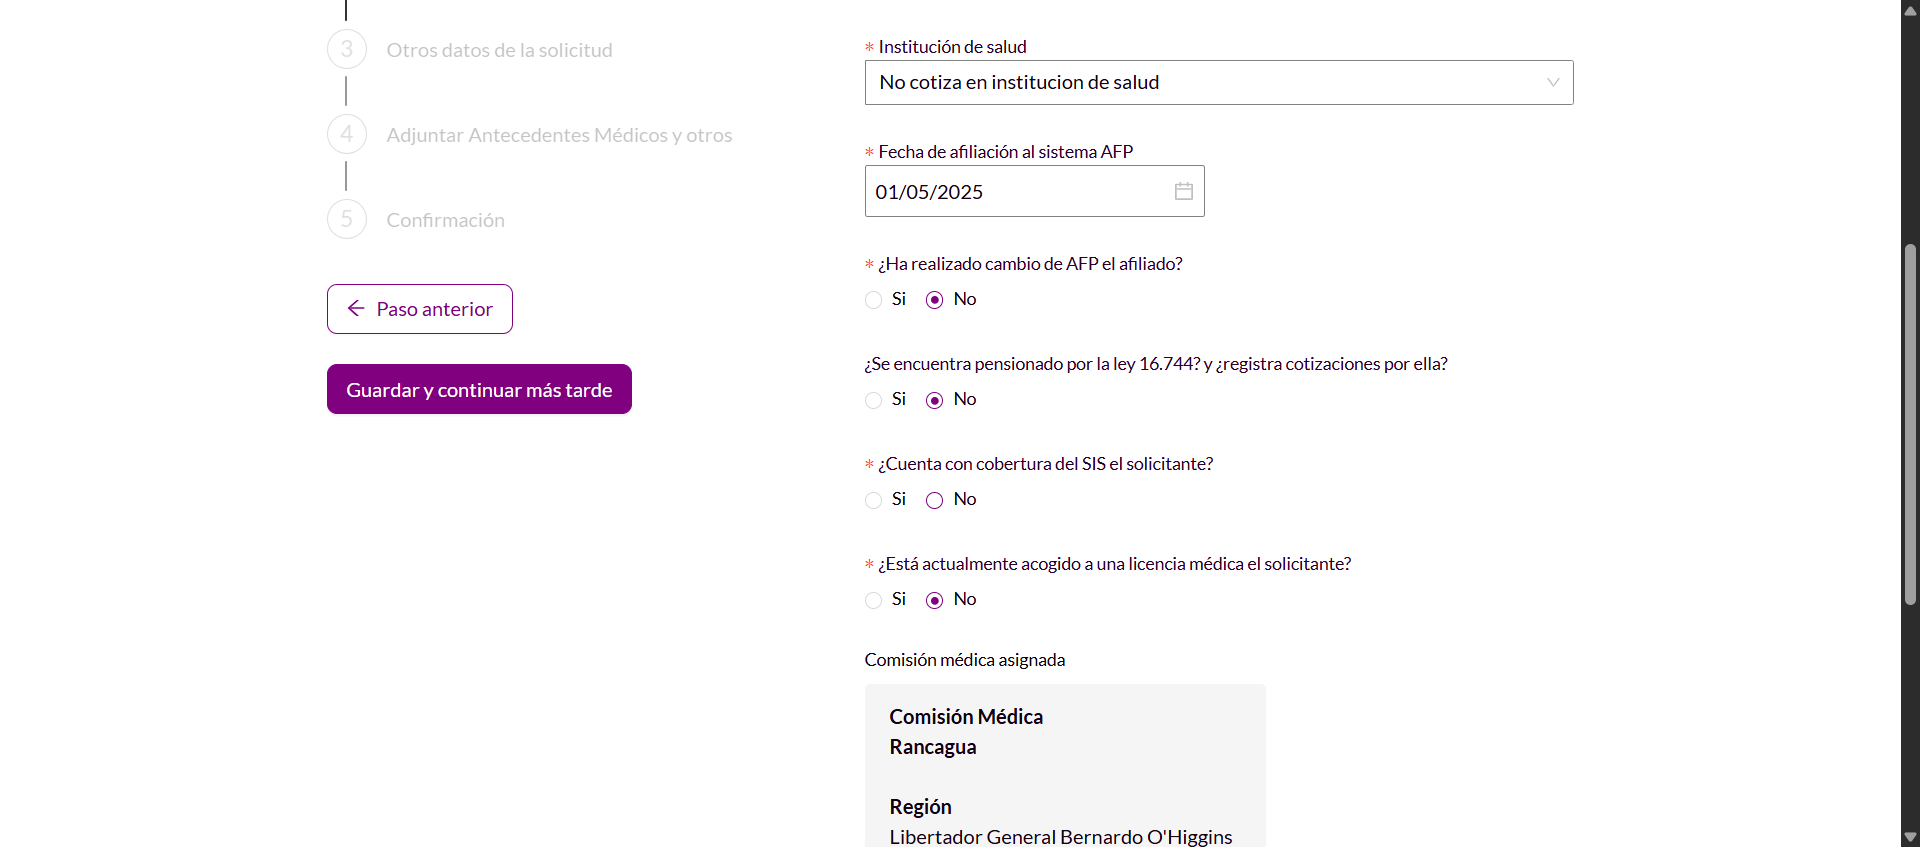 3 Otros datos de la solicitud
4 Adjuntar Antecedentes Médicos y otros
5 Confirmación
← Paso anterior
Guardar y continuar más tarde
* Institución de salud
No cotiza en institucion de salud
* Fecha de afiliación al sistema AFP
01/05/2025
* ¿Ha realizado cambio de AFP el afiliado?
Si No
¿Se encuentra pensionado por la ley 16.744? y ¿registra cotizaciones por ella?
Si No
* ¿Cuenta con cobertura del SIS el solicitante?
Si No
* ¿Está actualmente acogido a una licencia médica el solicitante?
Si No
Comisión médica asignada
Comisión Médica
Rancagua
Región
Libertador General Bernardo O'Higgins